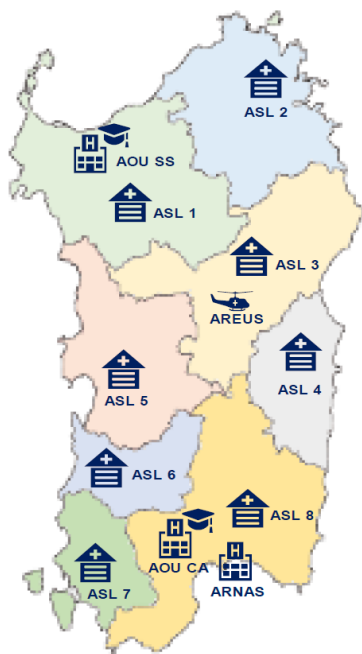 ASL 2
H
AOU SS
ASL 1
ASL 3
AREUS
ASL 4
ASL 5
ASL 6
ASL 8
H
AOU CA
H
ARNAS
ASL 7